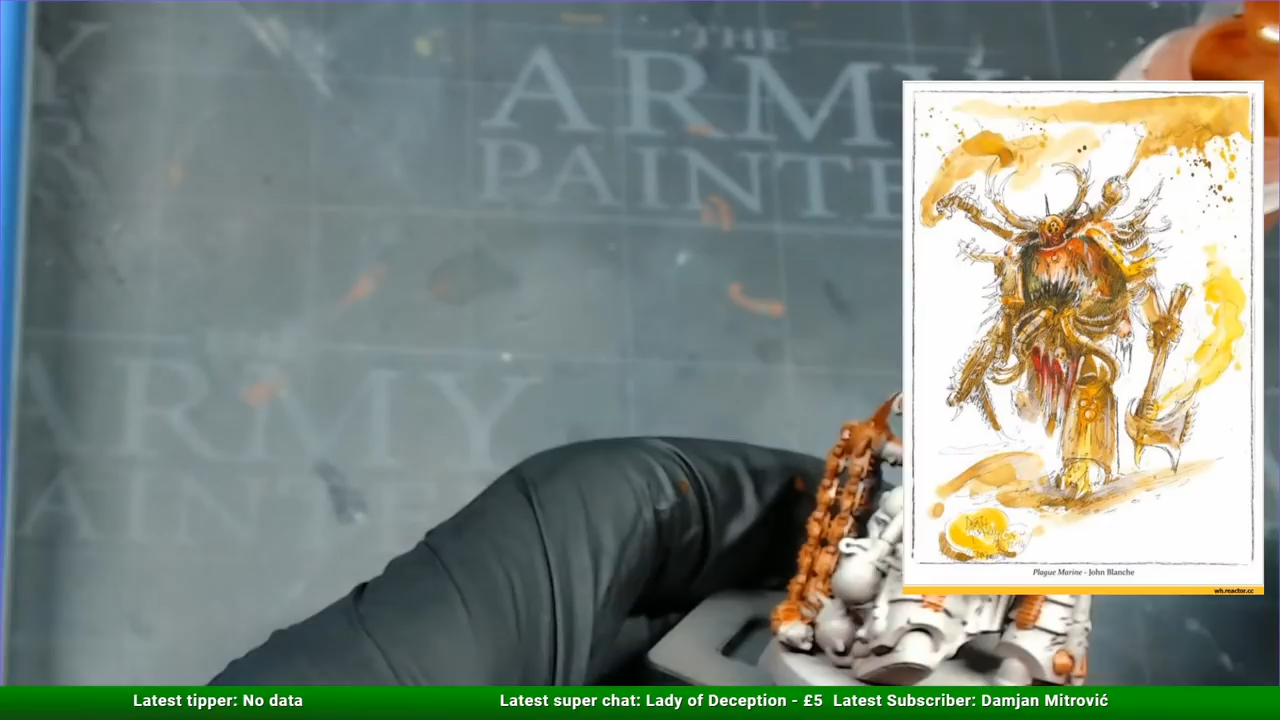 THE
ARMY
PAINTE
ARMY
Plague Marine - John Blanche
wh.reactor.cc
Latest tipper: No data
Latest super chat: Lady of Deception - £5 Latest Subscriber: Damjan Mitrović